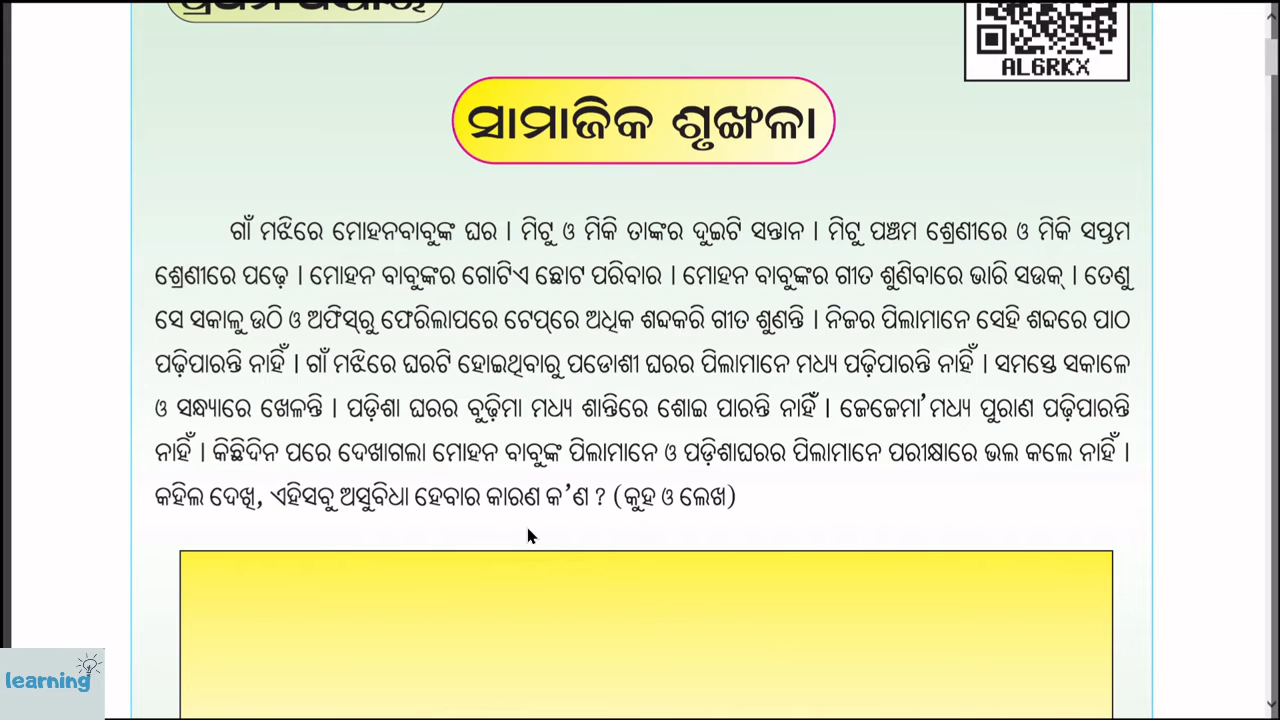 ପ୍ରଥମ ଅଧ୍ୟାୟ
AL6RKX
ସାମାଜିକ ଶୃଙ୍ଖଳା
ଗାଁ ମଝିରେ ମୋହନବାବୁଙ୍କ ଘର । ମିଟୁ ଓ ମିକି ତାଙ୍କର ଦୁଇଟି ସନ୍ତାନ । ମିଟୁ ପଞ୍ଚମ ଶ୍ରେଣୀରେ ଓ ମିକି ସପ୍ତମ
ଶ୍ରେଣୀରେ ପଢ଼େ । ମୋହନ ବାବୁଙ୍କର ଗୋଟିଏ ଛୋଟ ପରିବାର । ମୋହନ ବାବୁଙ୍କର ଗୀତ ଶୁଣିବାରେ ଭାରି ସଉକ୍ । ତେଣୁ
ସେ ସକାଳୁ ଉଠି ଓ ଅଫିସ୍‌ରୁ ଫେରିଲାପରେ ଟେପ୍‌ରେ ଅଧିକ ଶବ୍ଦକରି ଗୀତ ଶୁଣନ୍ତି । ନିଜର ପିଲାମାନେ ସେହି ଶବ୍ଦରେ ପାଠ
ପଢ଼ିପାରନ୍ତି ନାହିଁ । ଗାଁ ମଝିରେ ଘରଟି ହୋଇଥିବାରୁ ପଡୋଶୀ ଘରର ପିଲାମାନେ ମଧ୍ୟ ପଢ଼ିପାରନ୍ତି ନାହିଁ । ସମସ୍ତେ ସକାଳେ
ଓ ସନ୍ଧ୍ୟାରେ ଖେଳନ୍ତି । ପଡ଼ିଶା ଘରର ବୁଢ଼ିମା ମଧ୍ୟ ଶାନ୍ତିରେ ଶୋଇ ପାରନ୍ତି ନାହିଁ । ଜେଜେମା’ ମଧ୍ୟ ପୁରାଣ ପଢ଼ିପାରନ୍ତି
ନାହିଁ । କିଛିଦିନ ପରେ ଦେଖାଗଲା ମୋହନ ବାବୁଙ୍କ ପିଲାମାନେ ଓ ପଡ଼ିଶାଘରର ପିଲାମାନେ ପରୀକ୍ଷାରେ ଭଲ କଲେ ନାହିଁ ।
କହିଲ ଦେଖି, ଏହିସବୁ ଅସୁବିଧା ହେବାର କାରଣ କ’ଣ ? (କୁହ ଓ ଲେଖ)
learning